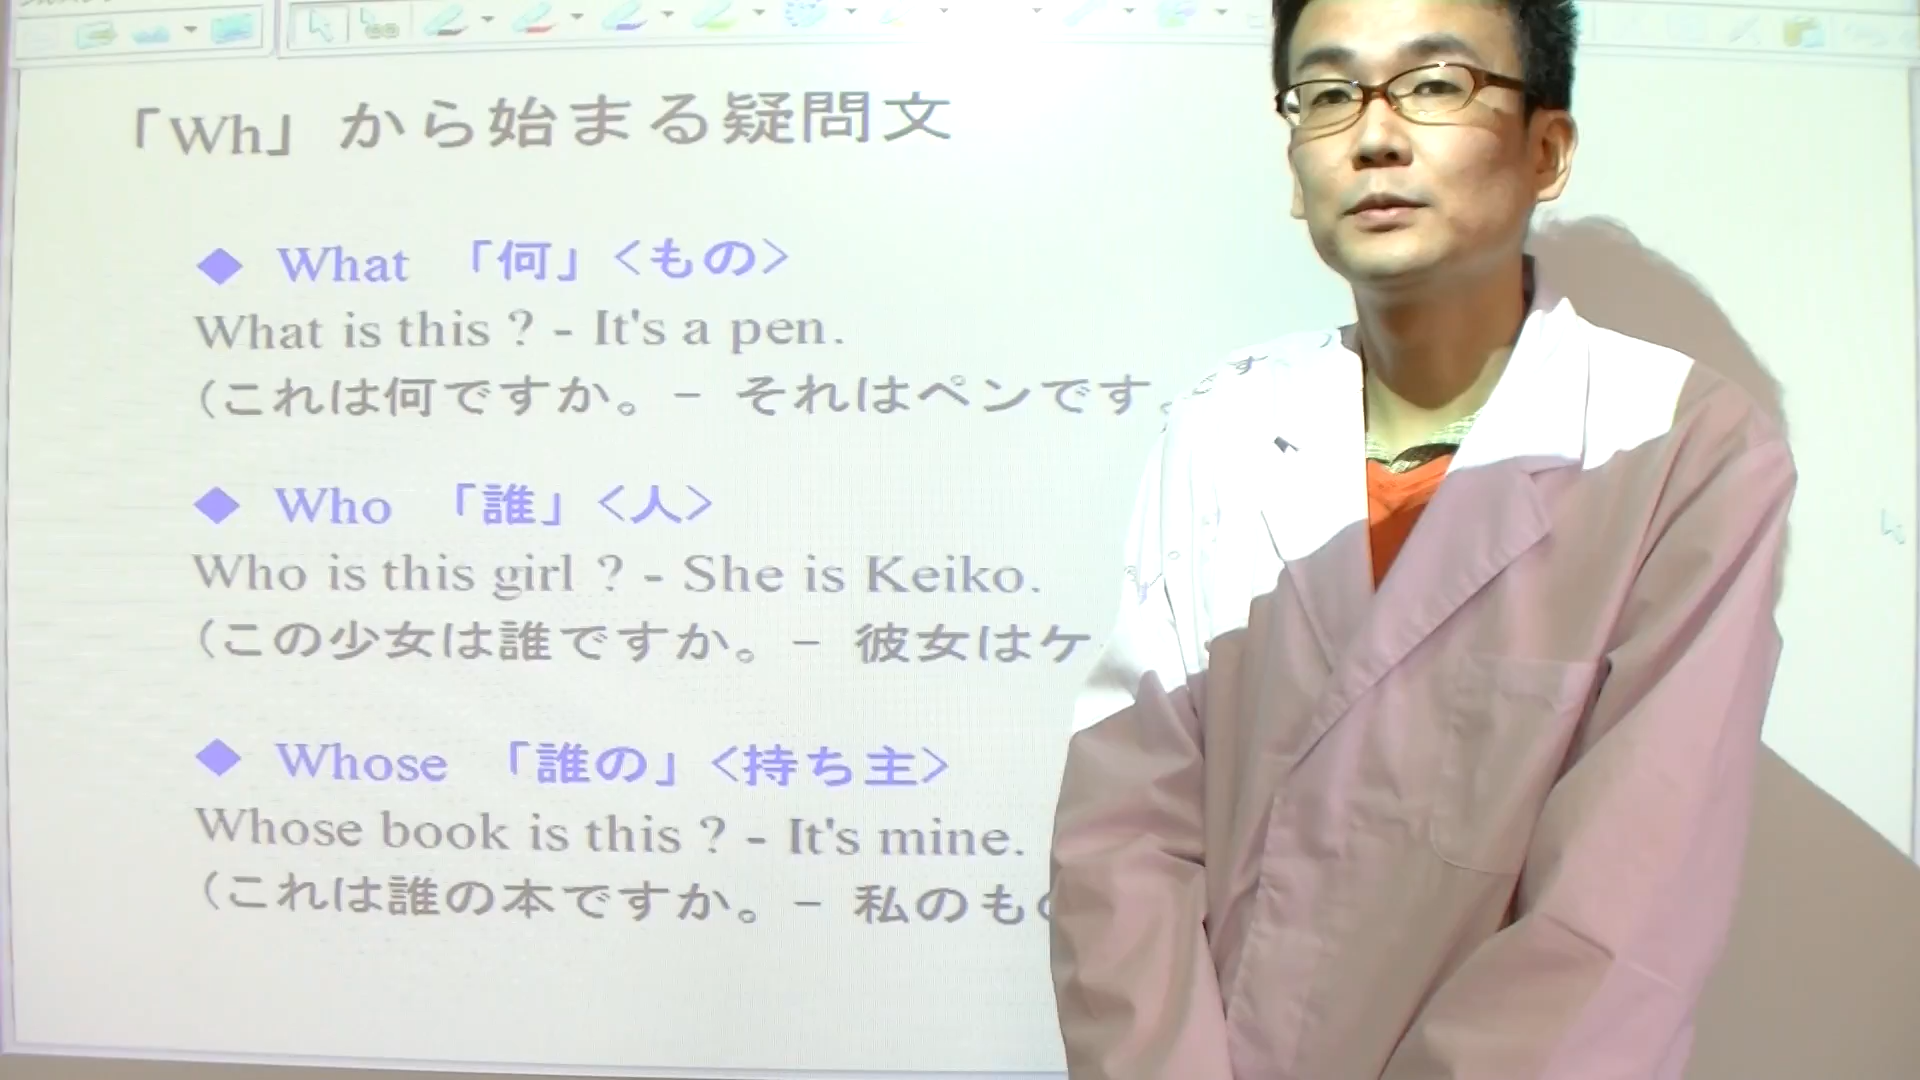 「Wh」から始まる疑問文
◆ What 「何」<もの>
What is this ? - It's a pen.
(これは何ですか。- それはペンです。
◆ Who 「誰」<人>
Who is this girl ? - She is Keiko.
(この少女は誰ですか。- 彼女はケ
◆ Whose 「誰の」<持ち主>
Whose book is this ? - It's mine.
(これは誰の本ですか。- 私のもの